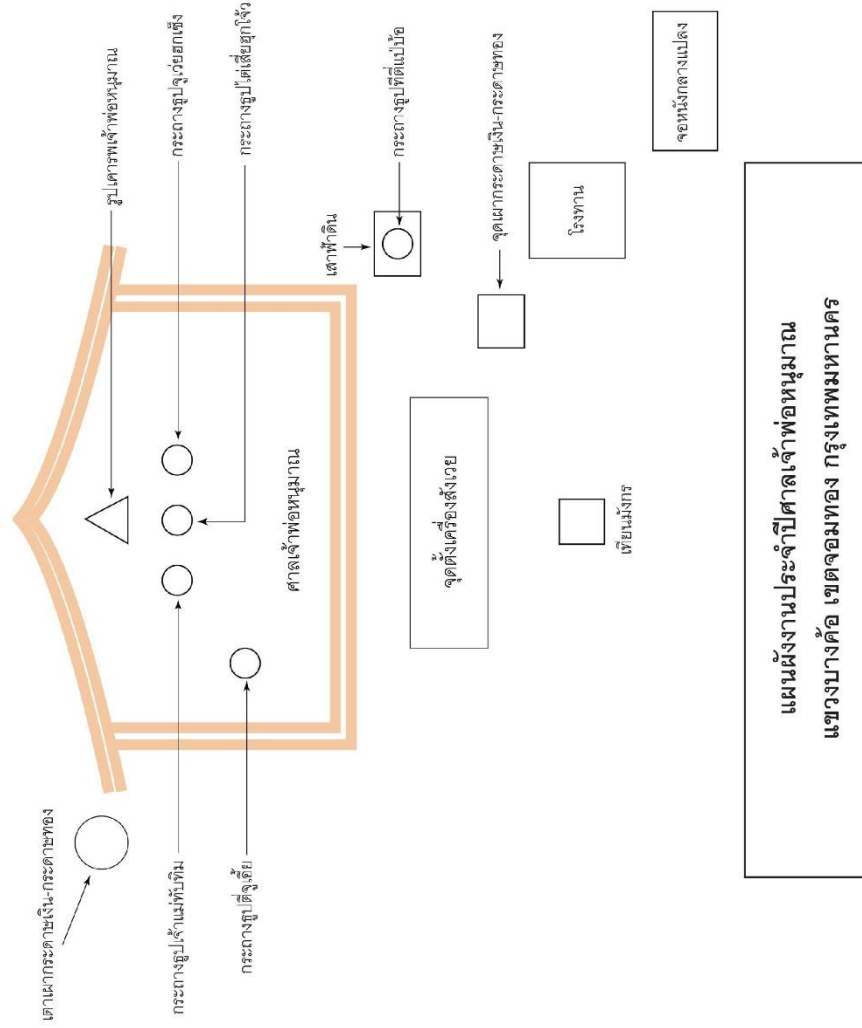 รูปเคารพเจ้าพ่อหนุมาณ
กระถางธูปจูว่ยฮกเซ็ง
กระถางธูปไต่เสี่ยฮุกโจ้ว
ศาลเจ้าพ่อหนุมาณ
เตาเผากระดาษเงิน-กระดาษทอง
กระถางธูปเจ้าแม่ทับทิม
กระถางธูปตี่จูเอี๊ย
เสาฟ้าดิน
กระถางธูปทีตี่แป่บ้อ
จุดตั้งเครื่องสังเวย
จุดเผากระดาษเงิน-กระดาษทอง
เทียนมังกร
โรงทาน
จอหนังกลางแปลง
แผนผังงานประจำปีศาลเจ้าพ่อหนุมาณ
แขวงบางค้อ เขตจอมทอง กรุงเทพมหานคร